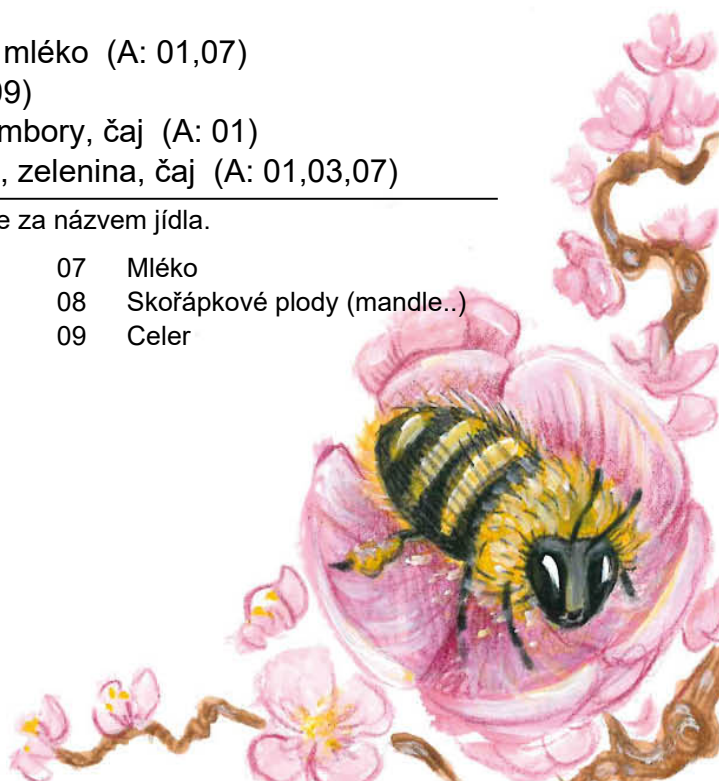 mléko (A: 01,07)
09)
mbory, čaj (A: 01)
, zelenina, čaj (A: 01,03,07)
e za názvem jídla.
07 Mléko
08 Skořápkové plody (mandle..)
09 Celer